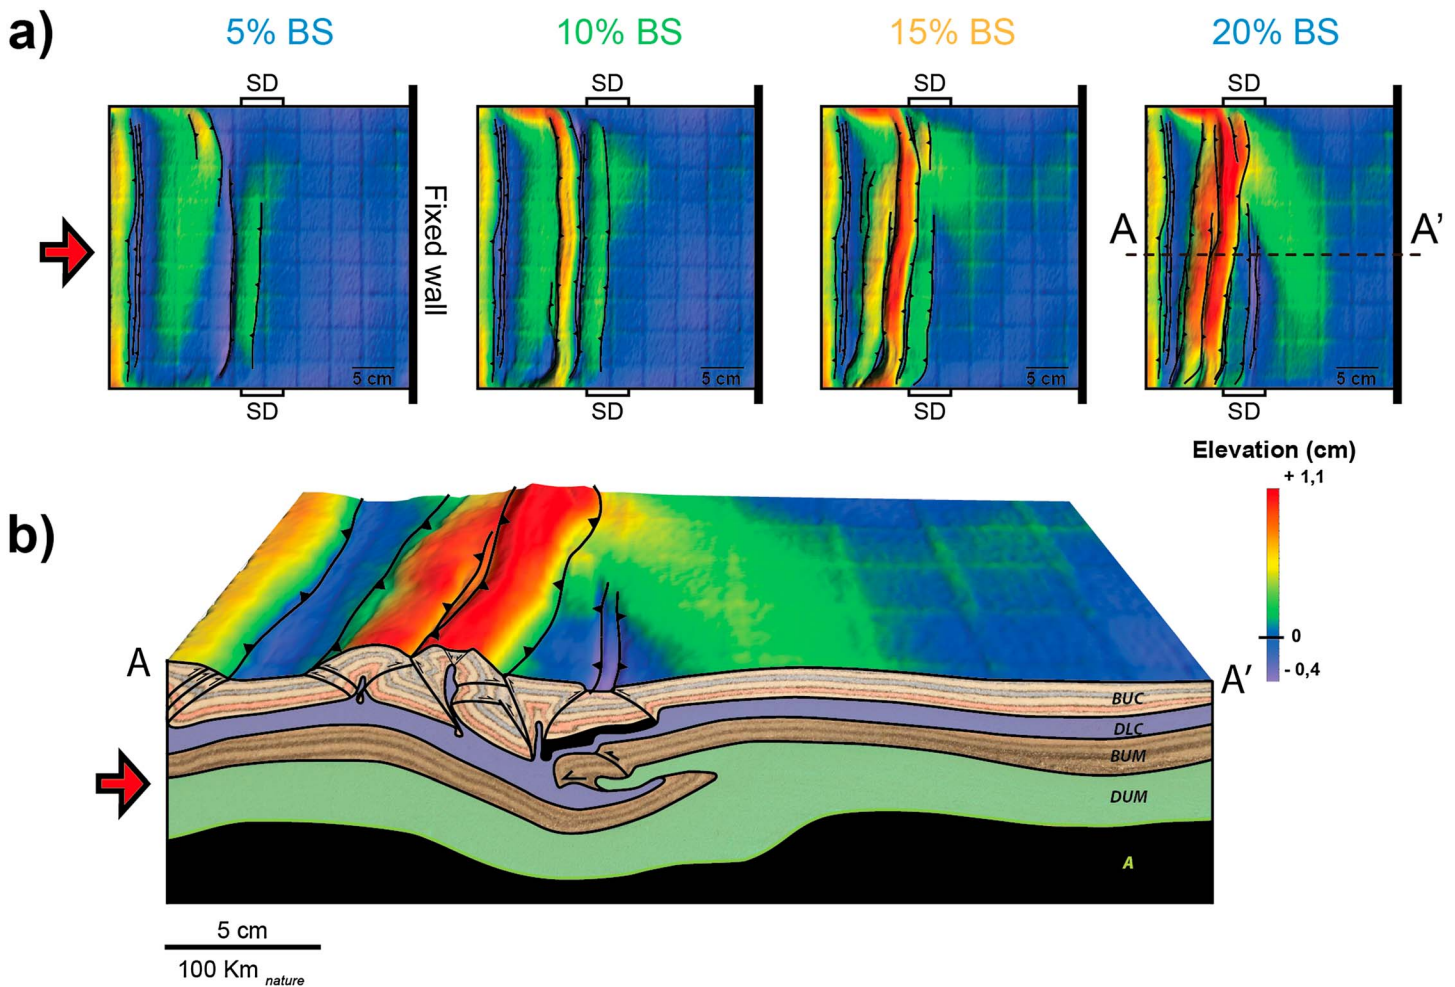 a)
5% BS
10% BS
15% BS
20% BS
SD
SD
SD
SD
Fixed wall
A
A'
5 cm
5 cm
5 cm
5 cm
SD
SD
SD
SD
Elevation (cm)
+ 1,1
0
- 0,4
b)
A
A'
BUC
DLC
BUM
DUM
A
5 cm
100 Km nature